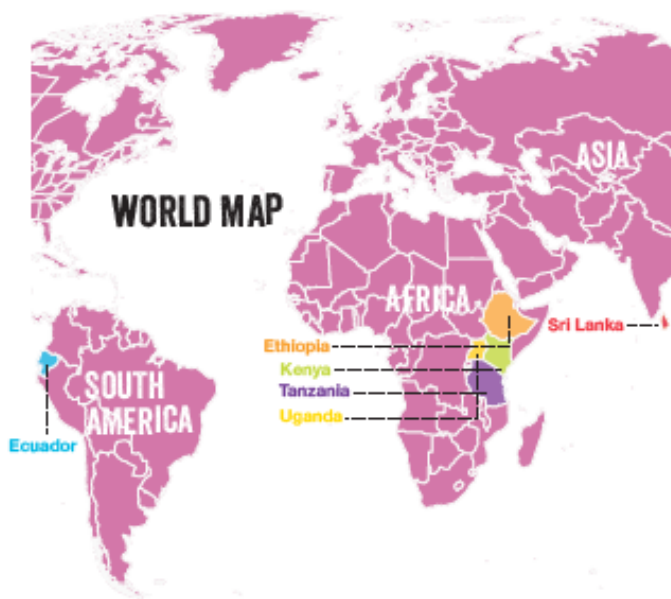 ASIA
WORLD MAP
AFRICA
Sri Lanka
Ethiopia
Kenya
Tanzania
Uganda
SOUTH
AMERICA
Ecuador